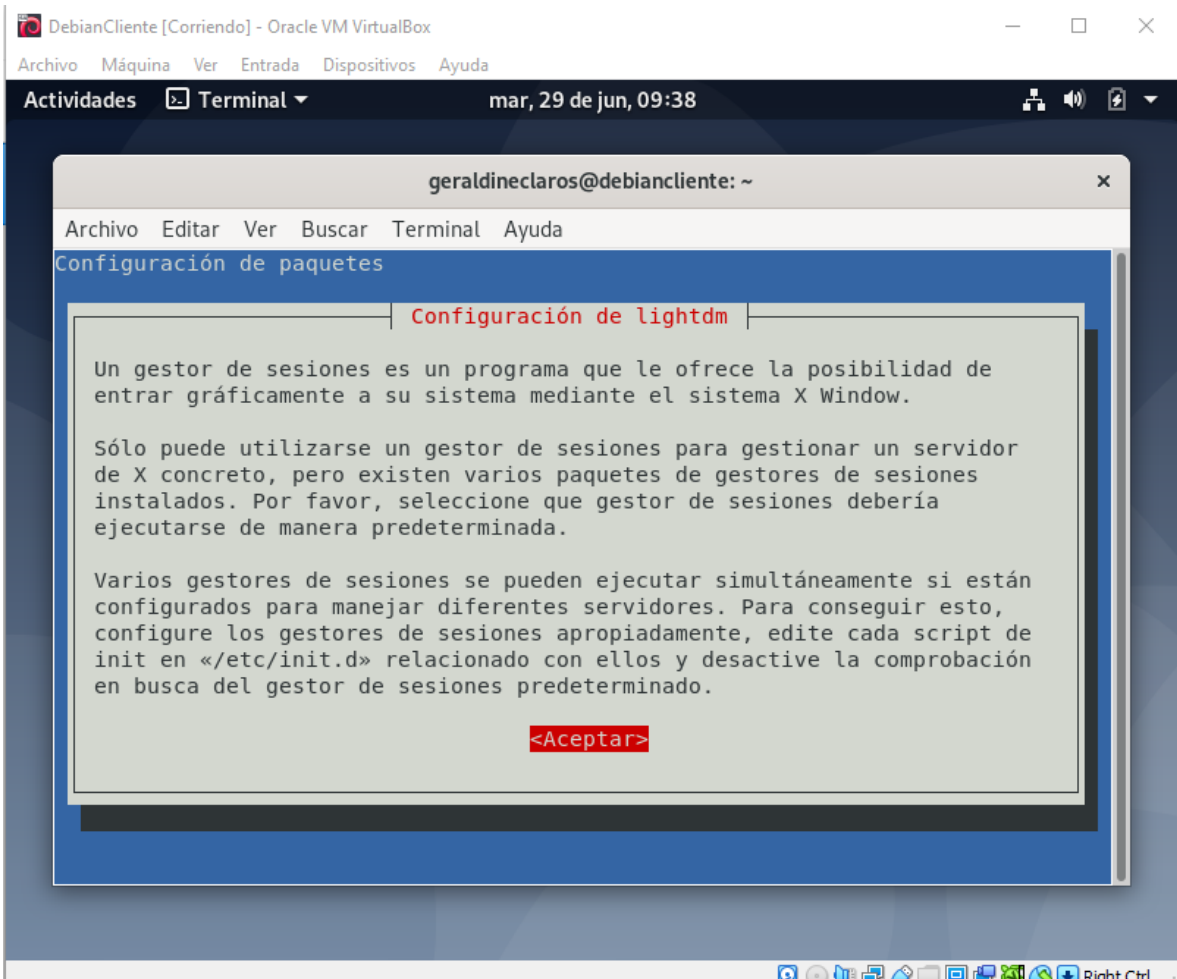 DebianCliente [Corriendo] - Oracle VM VirtualBox
Archivo Máquina Ver Entrada Dispositivos Ayuda
Actividades Terminal mar, 29 de jun, 09:38
geraldineclaros@debiancliente: ~
Archivo Editar Ver Buscar Terminal Ayuda
Configuración de paquetes
Configuración de lightdm
Un gestor de sesiones es un programa que le ofrece la posibilidad de
entrar gráficamente a su sistema mediante el sistema X Window.
Sólo puede utilizarse un gestor de sesiones para gestionar un servidor
de X concreto, pero existen varios paquetes de gestores de sesiones
instalados. Por favor, seleccione que gestor de sesiones debería
ejecutarse de manera predeterminada.
Varios gestores de sesiones se pueden ejecutar simultáneamente si están
configurados para manejar diferentes servidores. Para conseguir esto,
configure los gestores de sesiones apropiadamente, edite cada script de
init en «/etc/init.d» relacionado con ellos y desactive la comprobación
en busca del gestor de sesiones predeterminado.
<Aceptar>
Right Ctrl